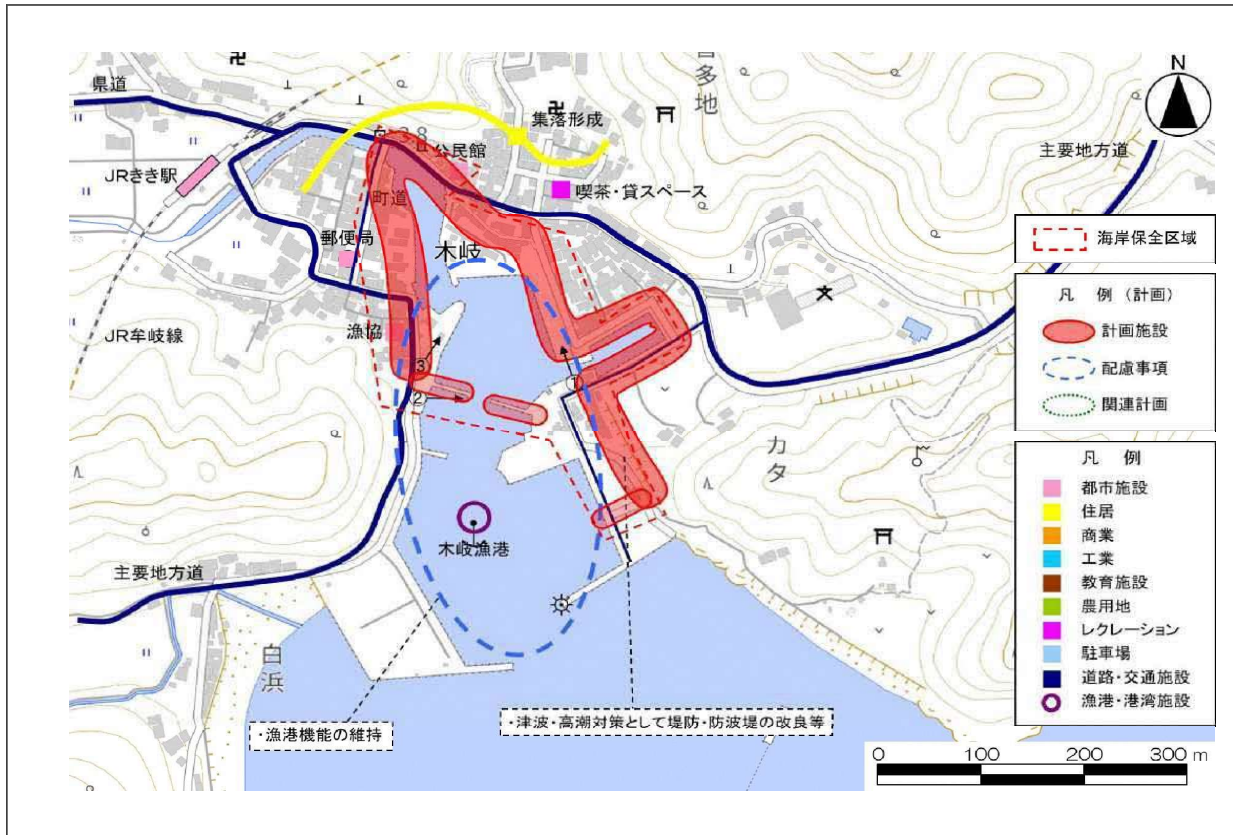 県道
喜多地
N
集落形成
主要地方道
公民館
JRきき駅
町道
喫茶・貸スペース
郵便局
木岐
海岸保全区域
凡 例 (計画)
計画施設
配慮事項
関連計画
JR牟岐線
漁協
③
②
①
カタ
凡 例
都市施設
住居
商業
工業
教育施設
農用地
レクレーション
駐車場
道路・交通施設
漁港・港湾施設
木岐漁港
主要地方道
白浜
・漁港機能の維持
・津波・高潮対策として堤防・防波堤の改良等
0 100 200 300 m